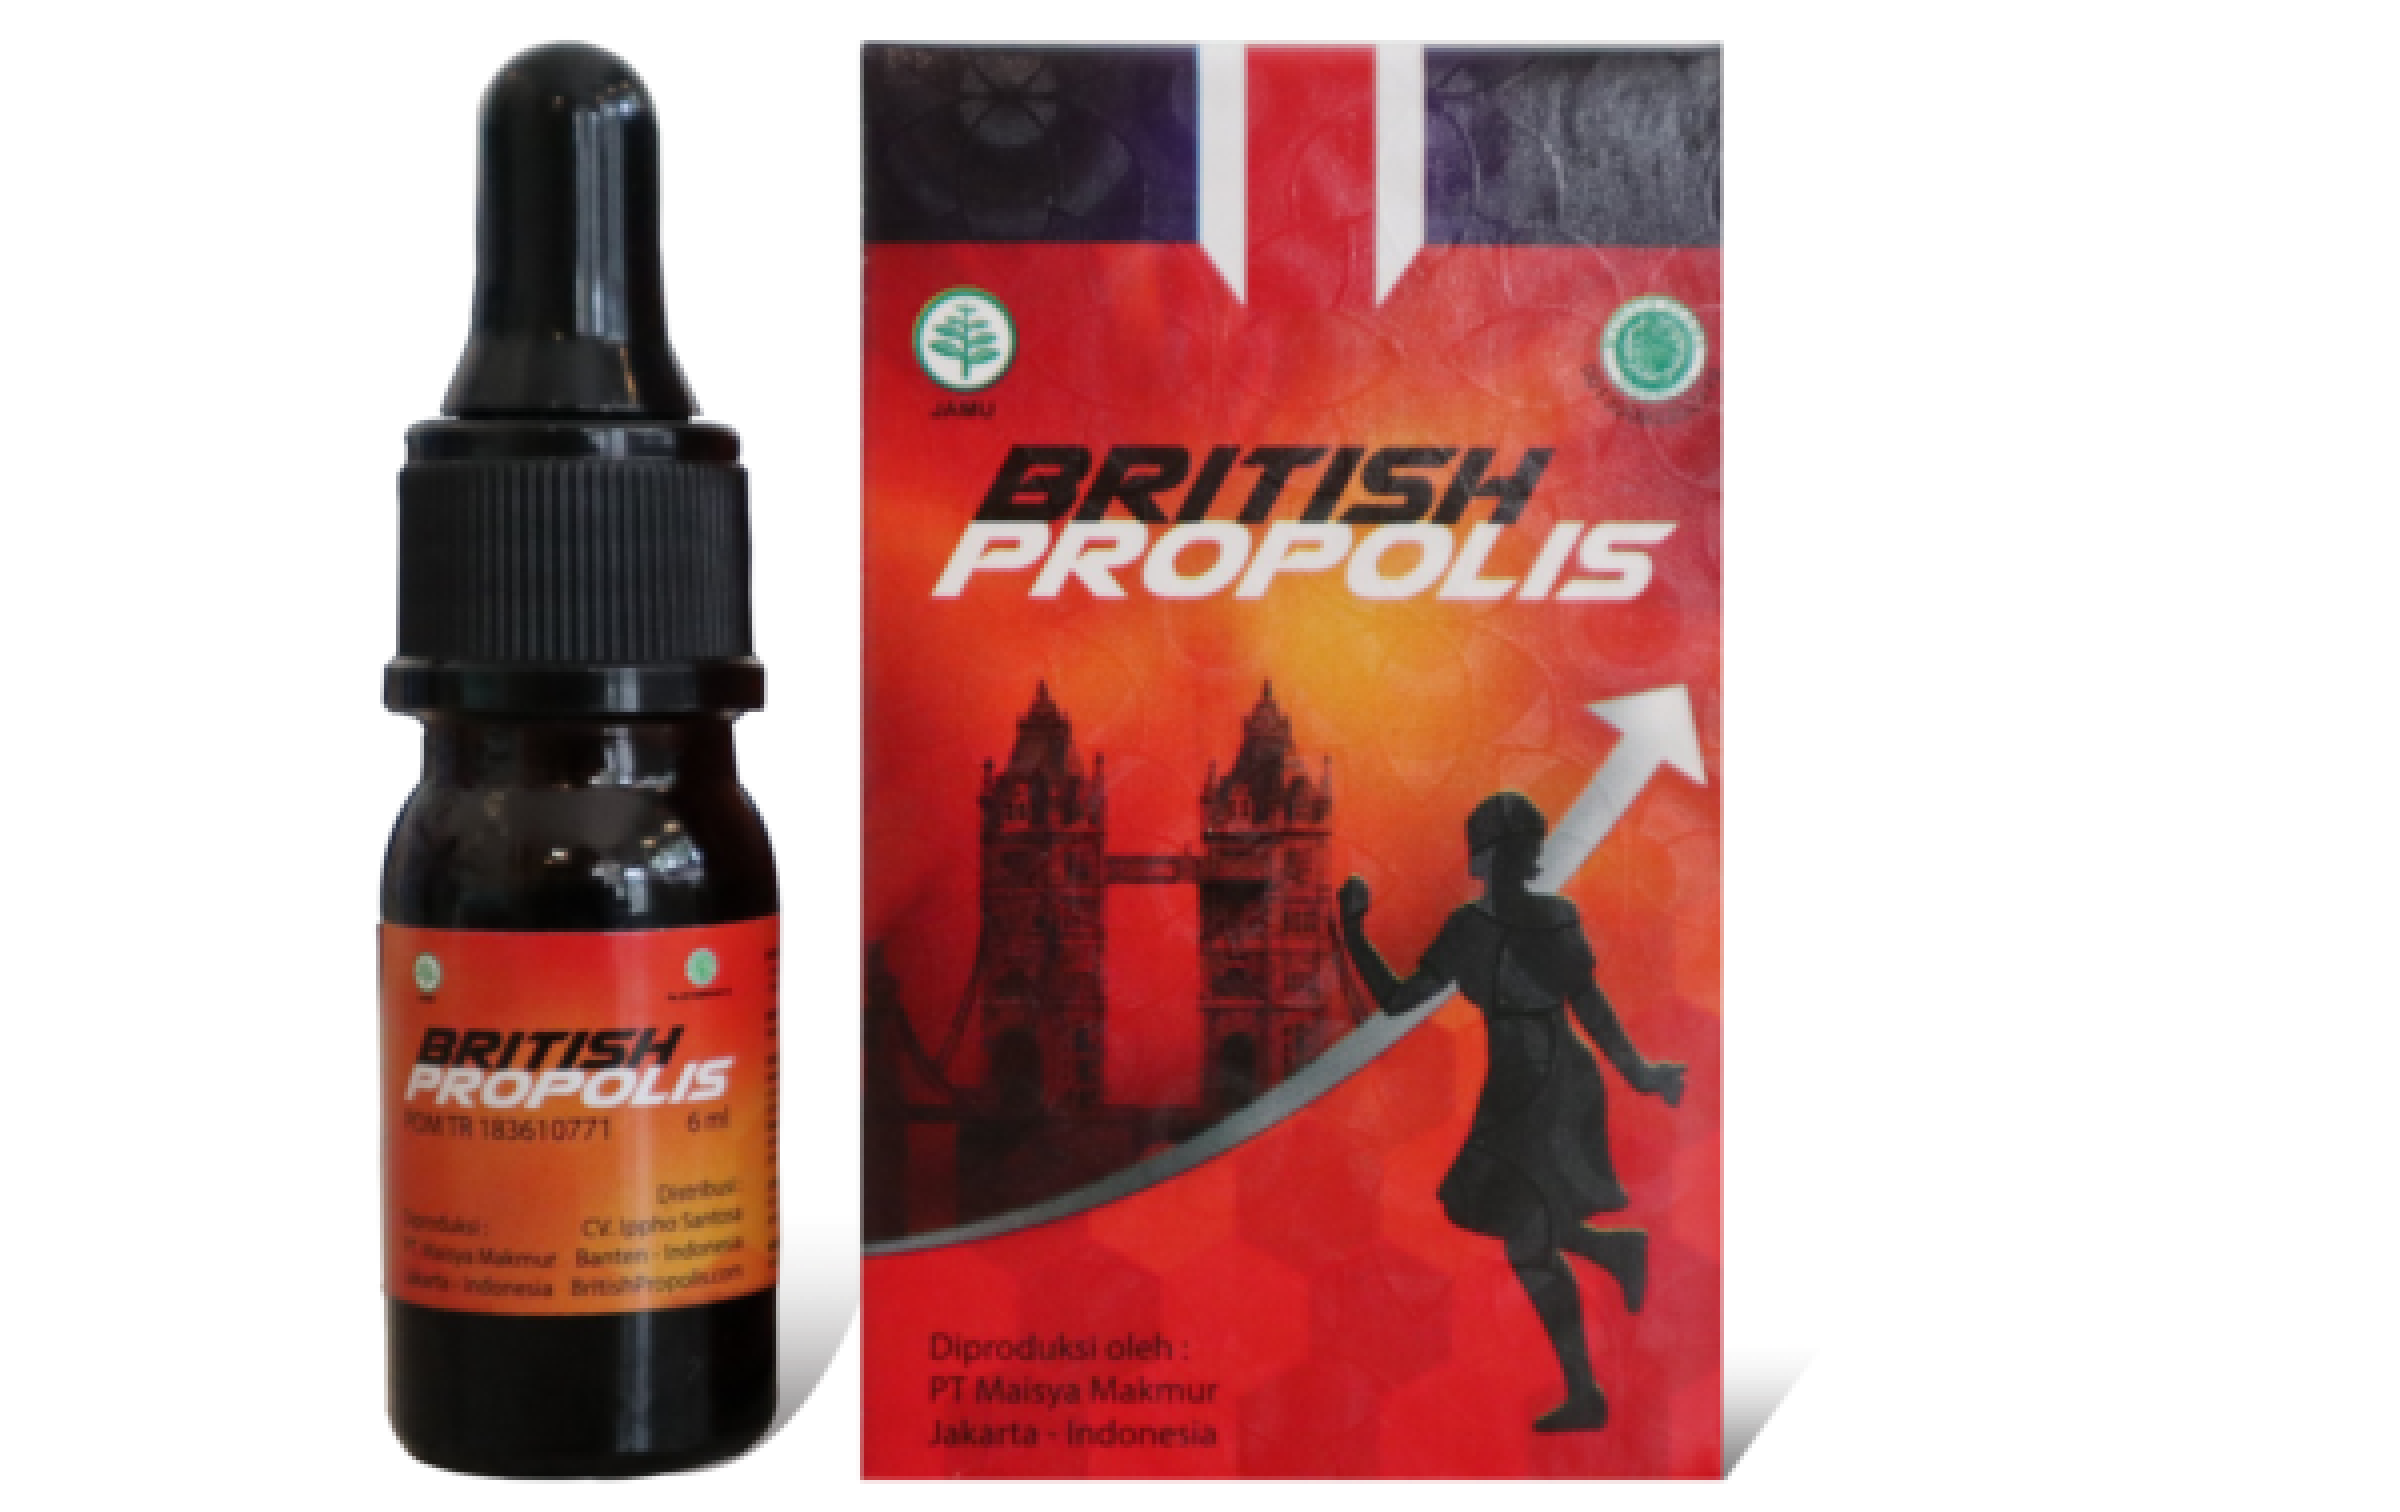 BRITISH
PROPOLIS
POM TR 183610771 6 ml
Distribusi :
Diproduksi : CV. Ippho Santosa
PT Maisya Makmur Banten - Indonesia
Jakarta - Indonesia BritishPropolis.com
JAMU
BRITISH
PROPOLIS
Diproduksi oleh :
PT Maisya Makmur
Jakarta - Indonesia